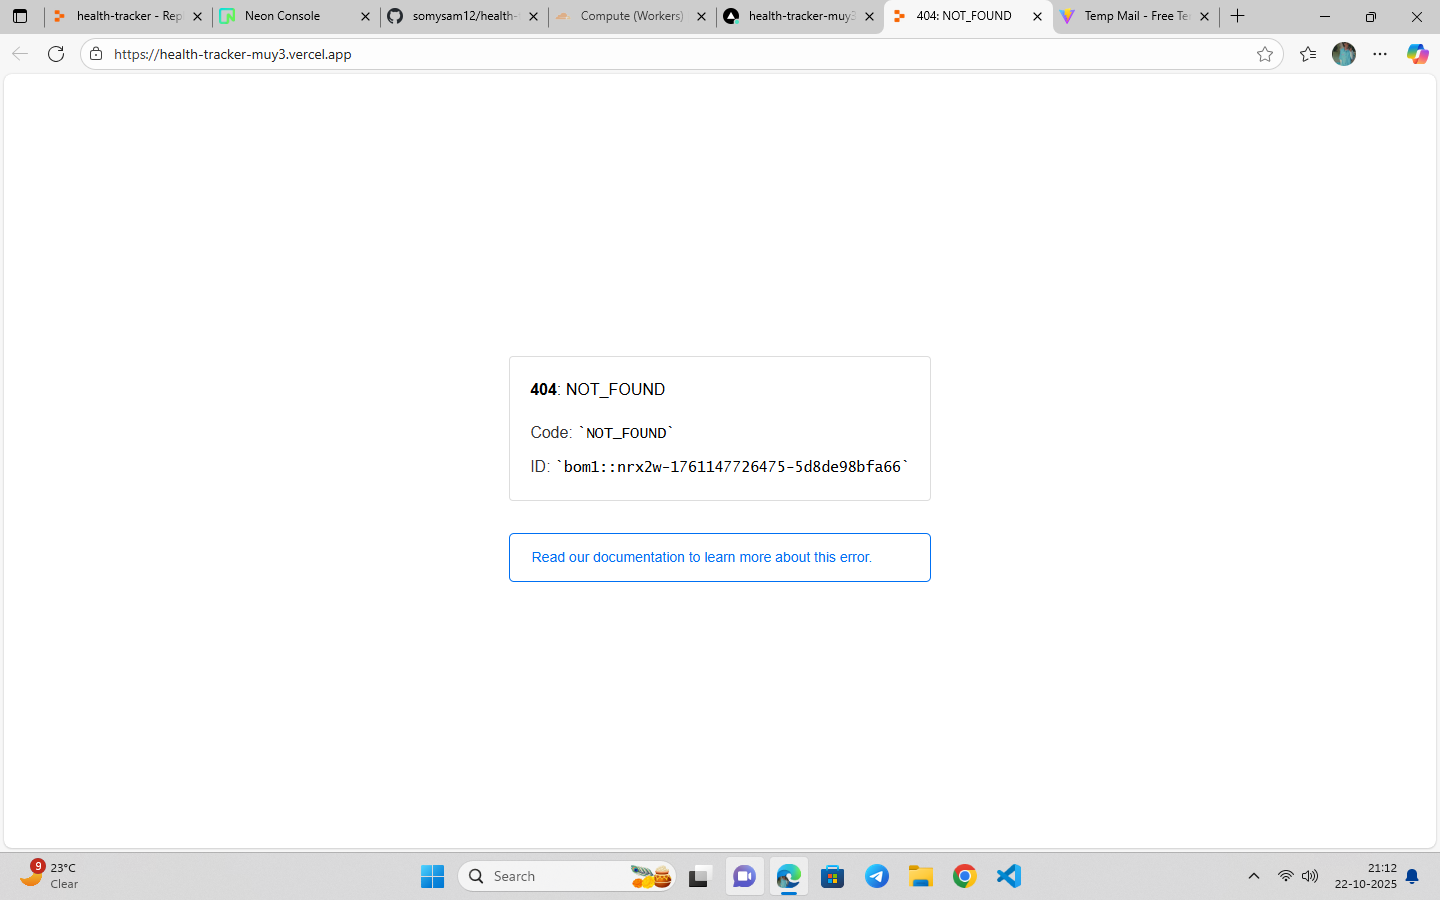 health-tracker - Rep
Neon Console
somysam12/health-
Compute (Workers)
health-tracker-muy3
404: NOT_FOUND
Temp Mail - Free Te
https://health-tracker-muy3.vercel.app
404: NOT_FOUND
Code: `NOT_FOUND`
ID: `bom1::nrx2w-1761147726475-5d8de98bfa66`
Read our documentation to learn more about this error.
9
23°C
Clear
Search
21:12
22-10-2025